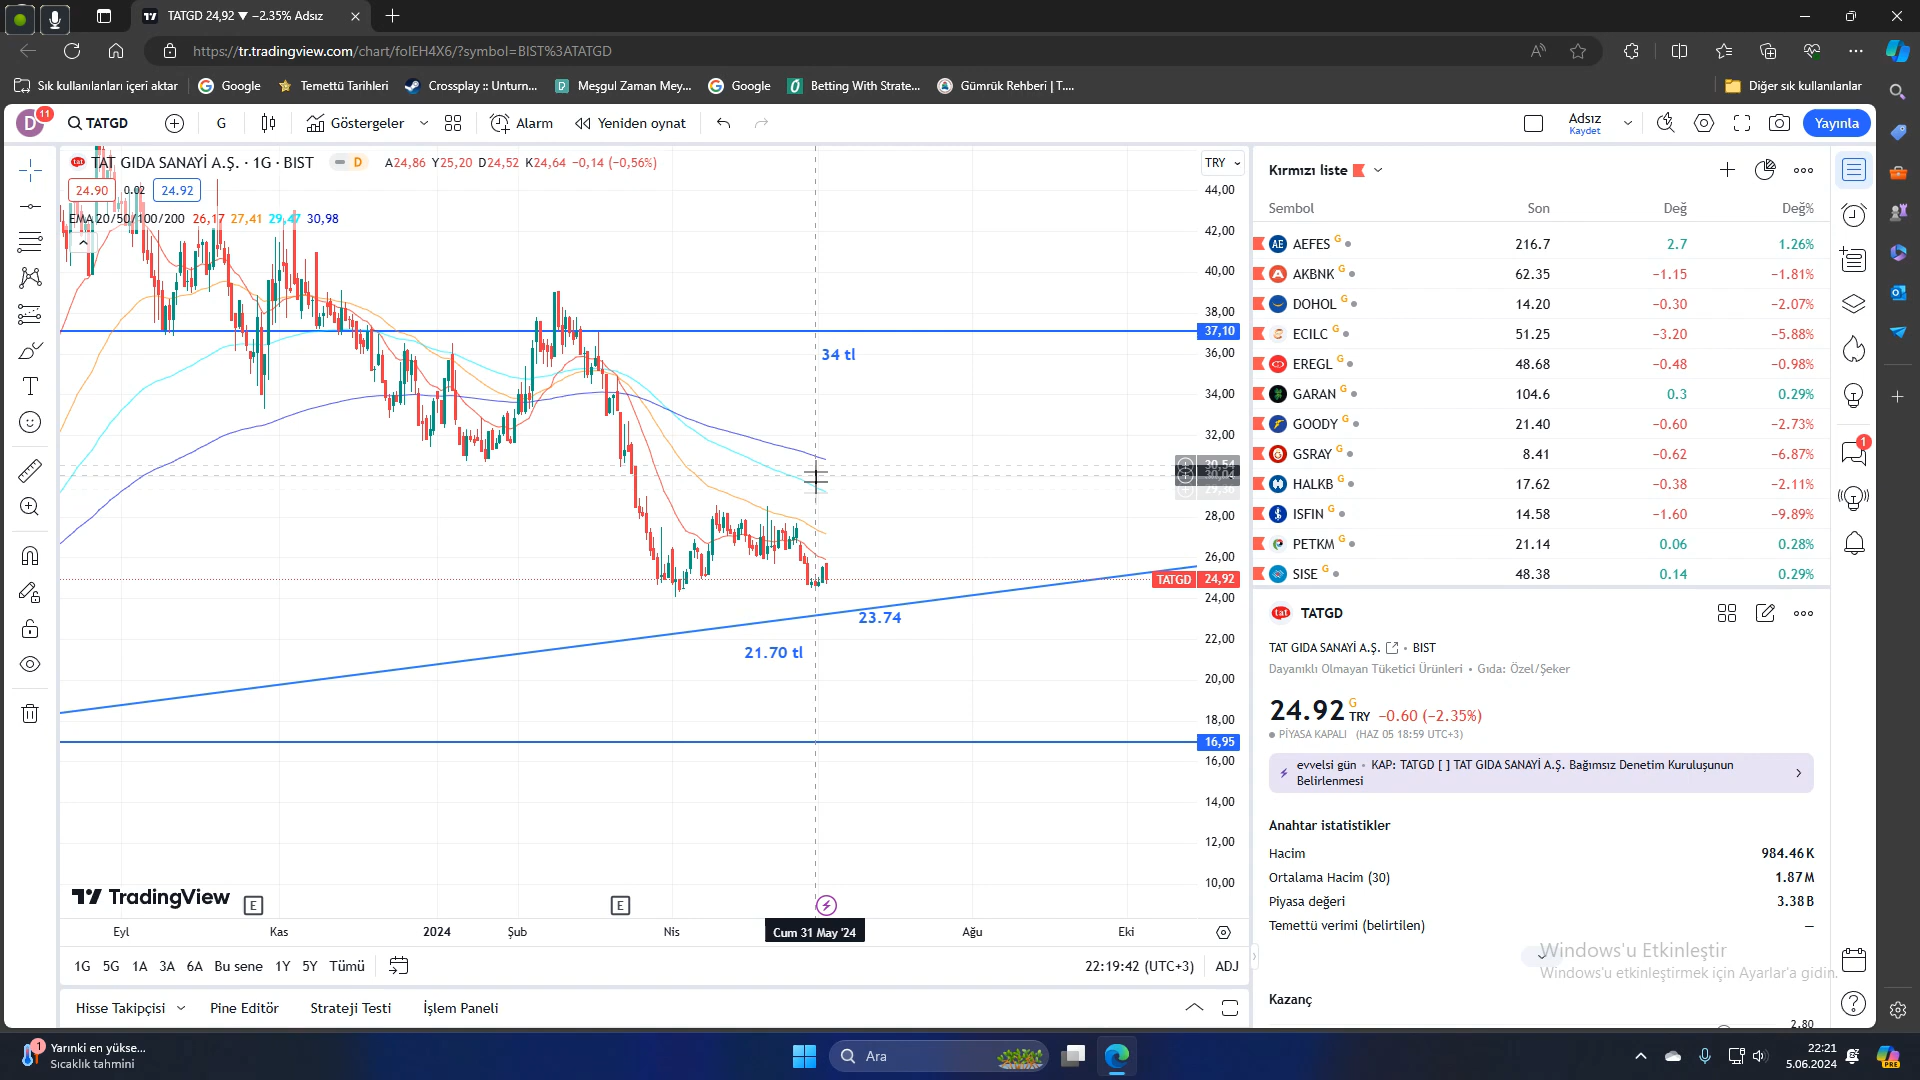 TATGD 24,92 ▼ −2.35% Adsız
https://tr.tradingview.com/chart/foIEH4X6/?symbol=BIST%3ATATGD
Sık kullanılanları içeri aktar
Google
Temettü Tarihleri
Crossplay :: Unturn...
Meşgul Zaman Mey...
Google
Betting With Strate...
Gümrük Rehberi | T....
Diğer sık kullanılanlar
D 11
TATGD
G
Göstergeler
Alarm
Yeniden oynat
Adsız
Kaydet
Yayınla
TAT GIDA SANAYİ A.Ş. · 1G · BIST
D
A24,86 Y25,20 D24,52 K24,64 −0,14 (−0,56%)
TRY
24.90 0.02 24.92
EMA 20/50/100/200 26,17 27,41 29,47 30,98
44,00
42,00
40,00
38,00
37,10
36,00
34,00
32,00
30,54
30,04
29,36
28,00
26,00
TATGD 24,92
24,00
22,00
20,00
18,00
16,95
16,00
14,00
12,00
10,00
34 tl
23.74
21.70 tl
TradingView
E
E
Eyl
Kas
2024
Şub
Nis
Cum 31 May '24
Ağu
Eki
1G 5G 1A 3A 6A Bu sene 1Y 5Y Tümü
22:19:42 (UTC+3)
ADJ
Hisse Takipçisi
Pine Editör
Strateji Testi
İşlem Paneli
Kırmızı liste
Sembol Son Değ Değ%
AEFES G 216.7 2.7 1.26%
AKBNK G 62.35 −1.15 −1.81%
DOHOL G 14.20 −0.30 −2.07%
ECILC G 51.25 −3.20 −5.88%
EREGL G 48.68 −0.48 −0.98%
GARAN G 104.6 0.3 0.29%
GOODY G 21.40 −0.60 −2.73%
GSRAY G 8.41 −0.62 −6.87%
HALKB G 17.62 −0.38 −2.11%
ISFIN G 14.58 −1.60 −9.89%
PETKM G 21.14 0.06 0.28%
SISE G 48.38 0.14 0.29%
tat TATGD
TAT GIDA SANAYİ A.Ş. • BIST
Dayanıklı Olmayan Tüketici Ürünleri • Gıda: Özel/Şeker
24.92 G TRY −0.60 (−2.35%)
PİYASA KAPALI (HAZ 05 18:59 UTC+3)
evvelsi gün • KAP: TATGD [ ] TAT GIDA SANAYİ A.Ş. Bağımsız Denetim Kuruluşunun
Belirlenmesi
Anahtar istatistikler
Hacim 984.46K
Ortalama Hacim (30) 1.87M
Piyasa değeri 3.38B
Temettü verimi (belirtilen) —
Windows'u Etkinleştir
Windows'u etkinleştirmek için Ayarlar'a gidin.
Kazanç
2.80
1
1
Yarınki en yükse...
Sıcaklık tahmini
Ara
22:21
5.06.2024